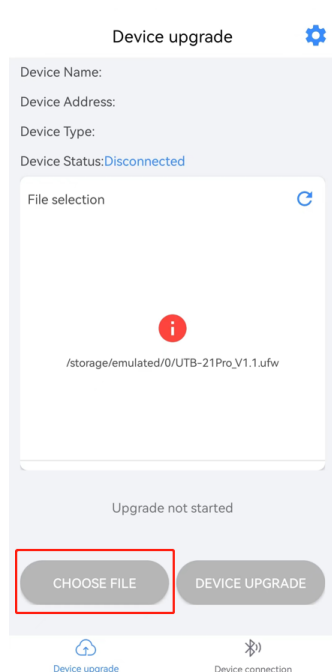 Device upgrade
Device Name:
Device Address:
Device Type:
Device Status:Disconnected
File selection
/storage/emulated/0/UTB-21Pro_V1.1.ufw
Upgrade not started
CHOOSE FILE DEVICE UPGRADE
Device upgrade Device connection